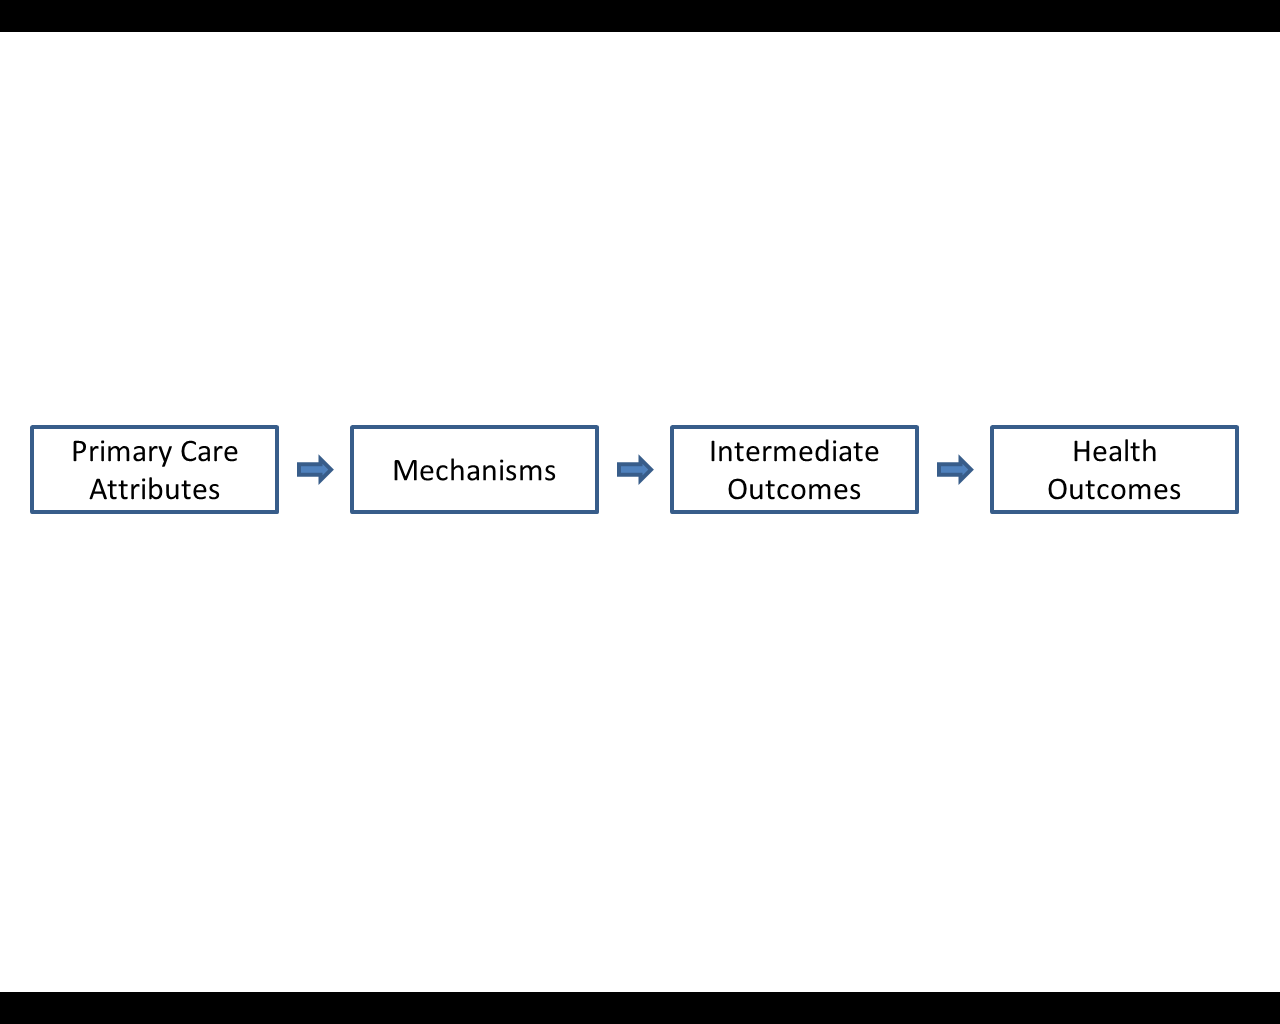 Primary Care
Attributes
Mechanisms
Intermediate
Outcomes
Health
Outcomes